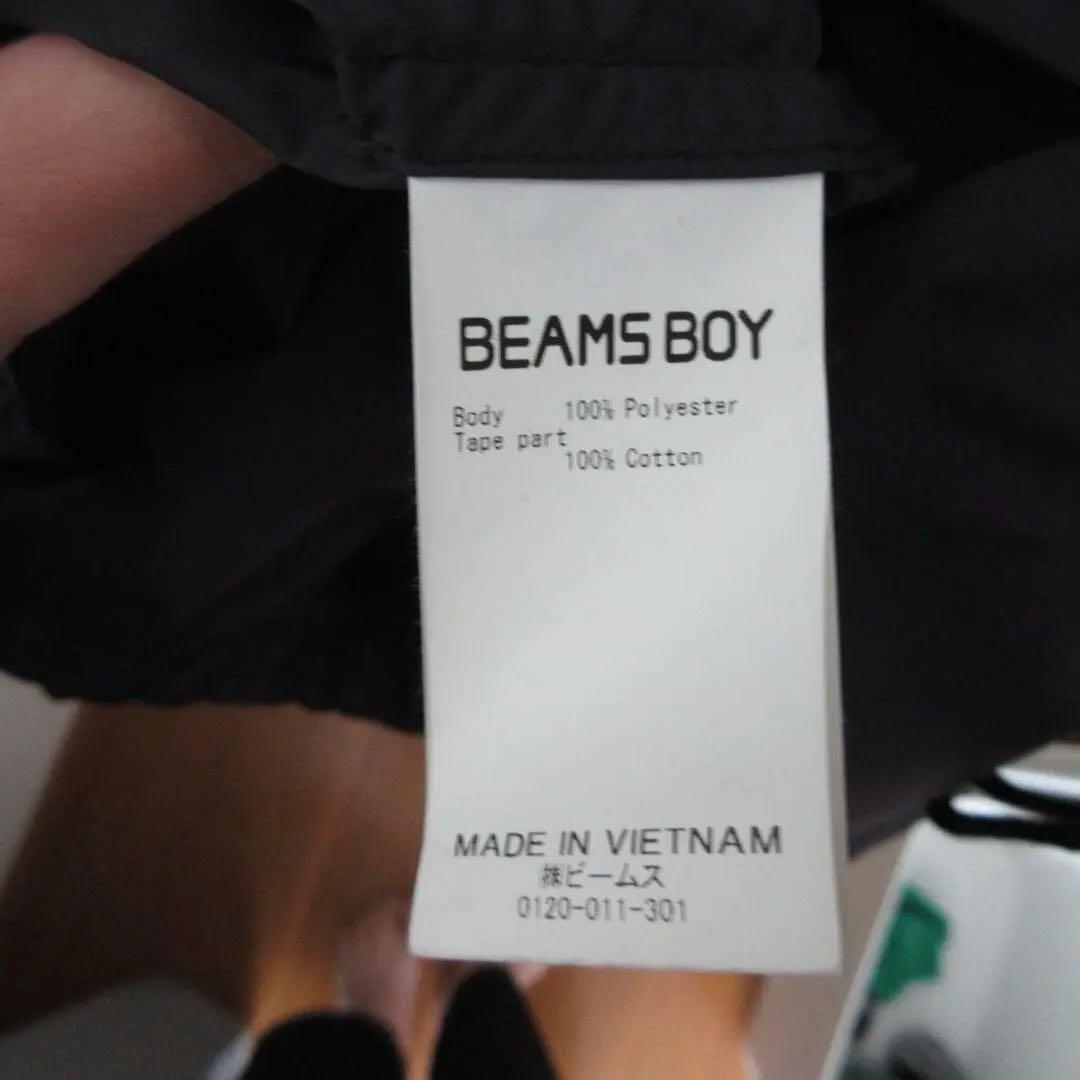 BEAMS BOY
Body 100% Polyester
Tape part
100% Cotton
MADE IN VIETNAM
㈱ビームス
0120-011-301